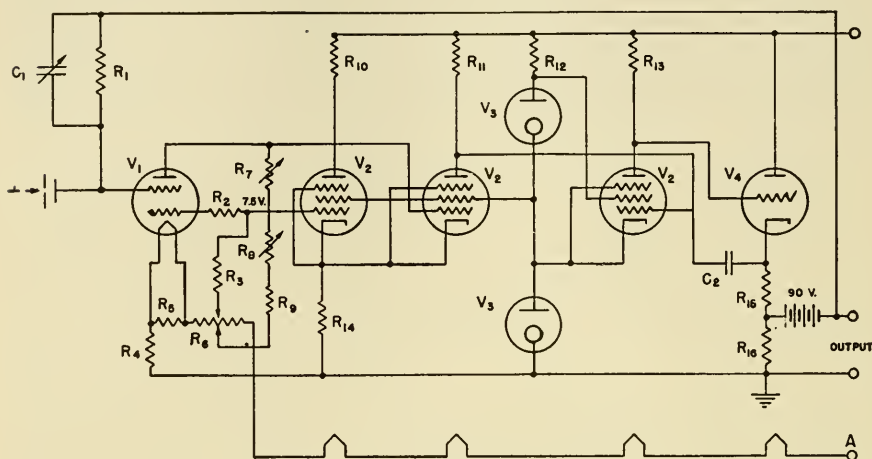 C1
R1
R10
R11
R12
R13
V3
V1
R7
V2
V2
V2
V4
R2
7.5 V.
R8
R3
C2
R15
90 V.
R5
R9
V3
R6
R14
R4
R16
OUTPUT
A